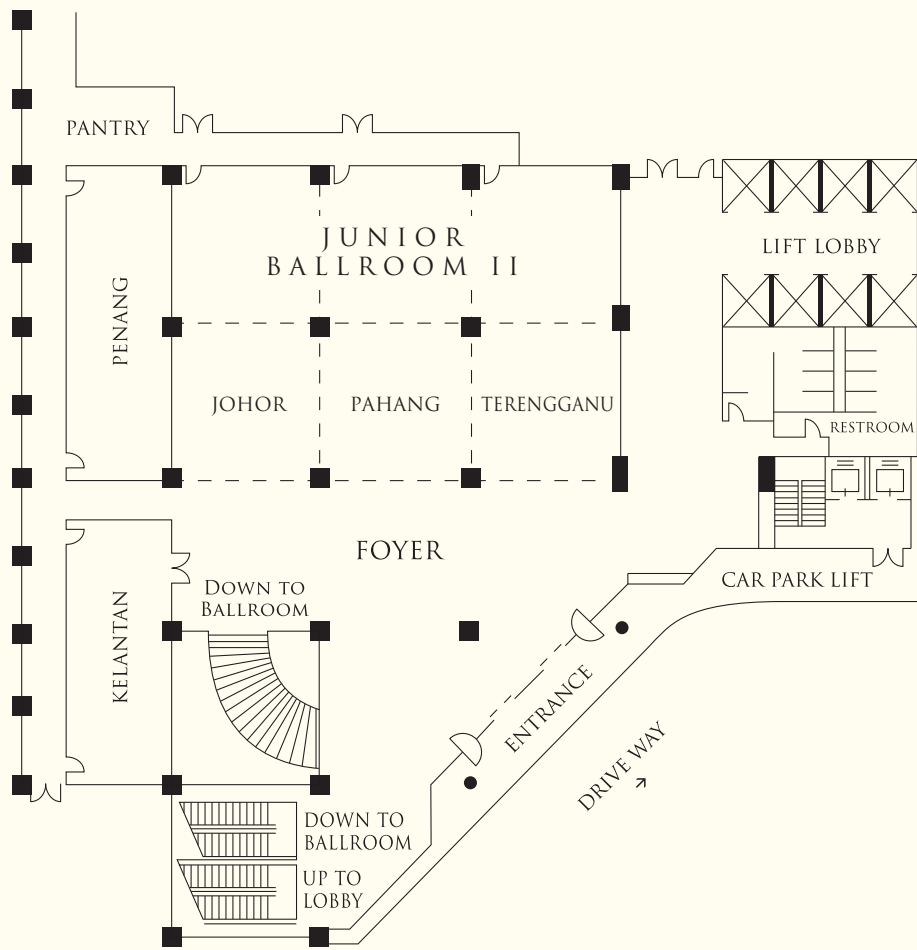 PANTRY
JUNIOR
BALLROOM II
LIFT LOBBY
PENANG
JOHOR
PAHANG
TERENGGANU
RESTROOM
FOYER
CAR PARK LIFT
DOWN TO
BALLROOM
KELANTAN
ENTRANCE
DRIVE WAY
DOWN TO
BALLROOM
UP TO
LOBBY